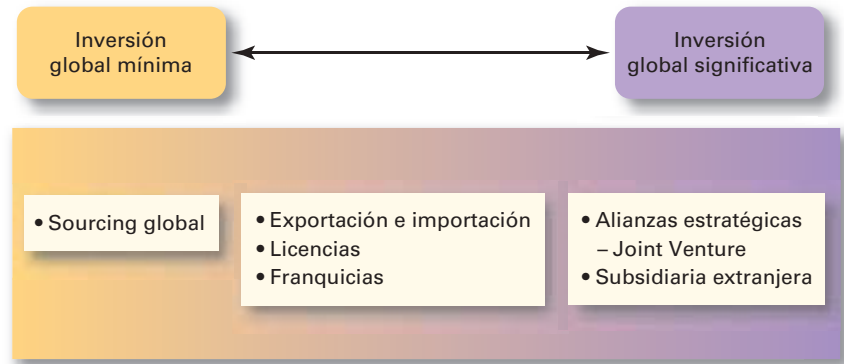 Inversión
global mínima
Inversión
global significativa
• Sourcing global
• Exportación e importación
• Licencias
• Franquicias
• Alianzas estratégicas
– Joint Venture
• Subsidiaria extranjera